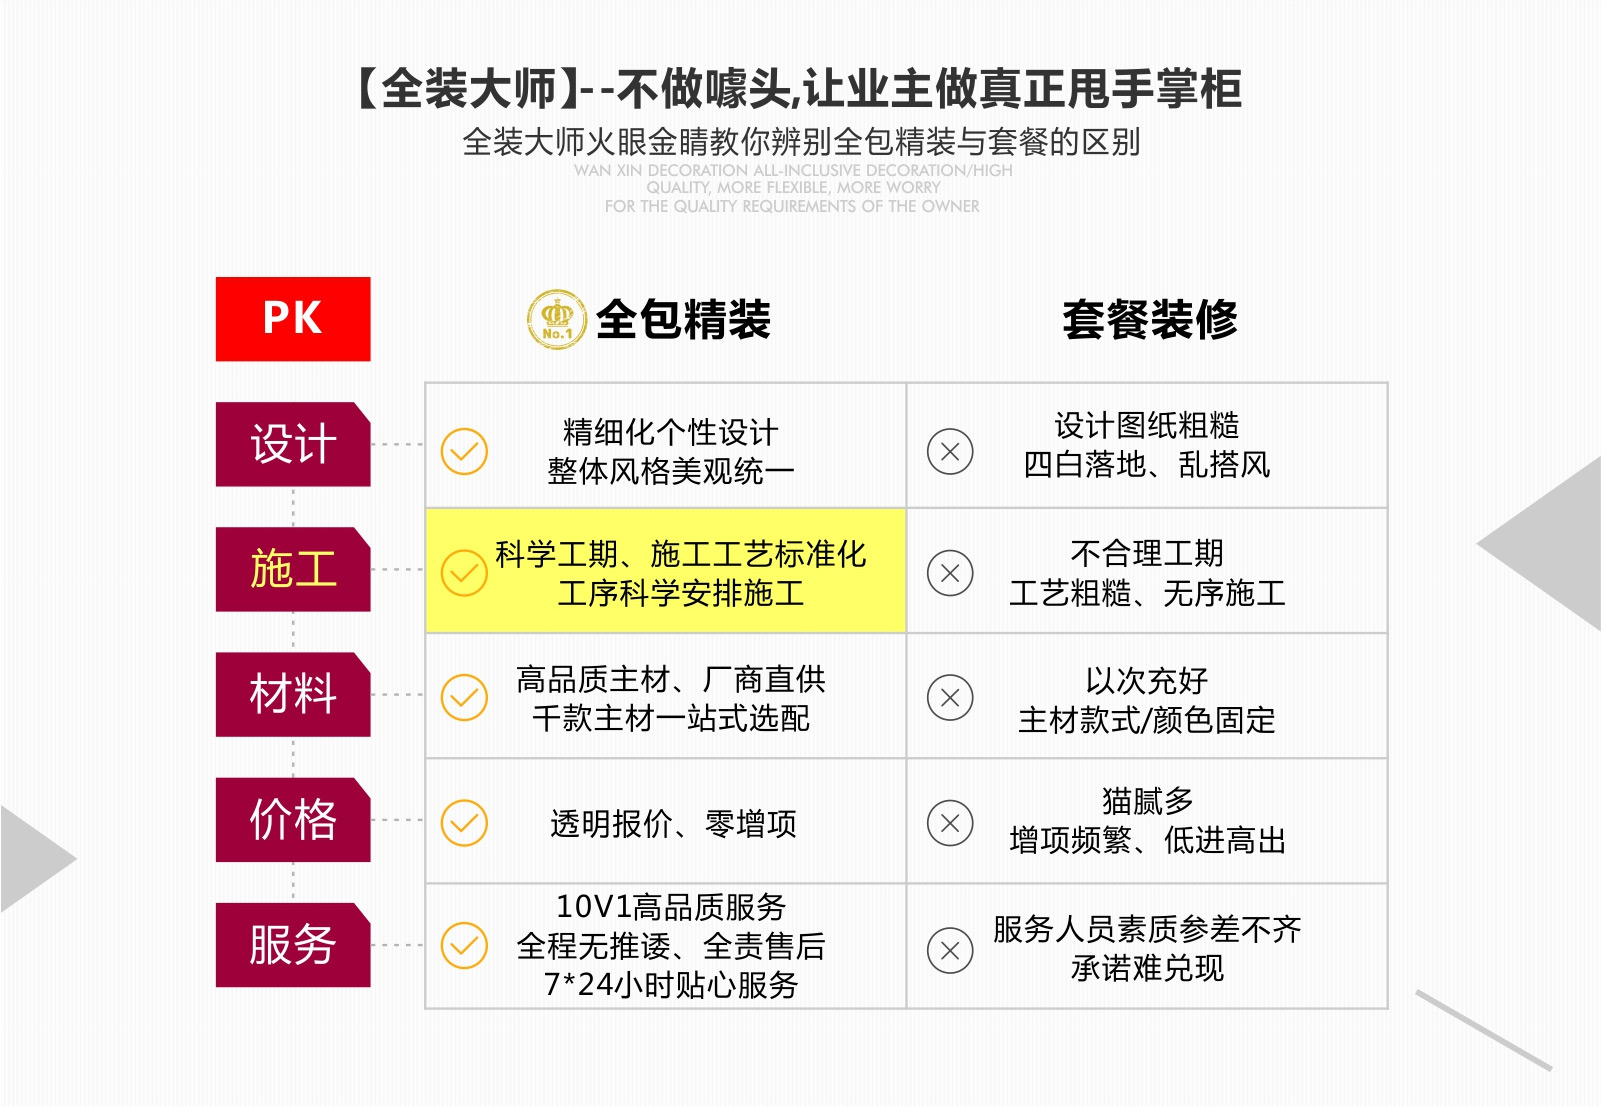 【全装大师】--不做噱头,让业主做真正甩手掌柜
全装大师火眼金睛教你辨别全包精装与套餐的区别
WAN XIN DECORATION ALL-INCLUSIVE DECORATION/HIGH
QUALITY, MORE FLEXIBLE, MORE WORRY
FOR THE QUALITY REQUIREMENTS OF THE OWNER
PK
No.1
全包精装
套餐装修
设计
精细化个性设计
整体风格美观统一
设计图纸粗糙
四白落地、乱搭风
施工
科学工期、施工工艺标准化
工序科学安排施工
不合理工期
工艺粗糙、无序施工
材料
高品质主材、厂商直供
千款主材一站式选配
以次充好
主材款式/颜色固定
价格
透明报价、零增项
猫腻多
增项频繁、低进高出
服务
10V1高品质服务
全程无推诿、全责售后
7*24小时贴心服务
服务人员素质参差不齐
承诺难兑现